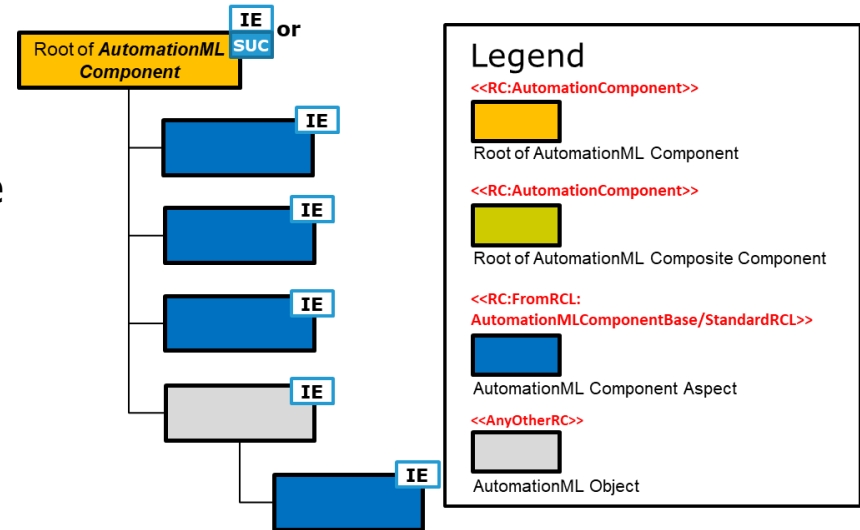 IE or
SUC
Root of AutomationML
Component
IE
IE
IE
IE
IE
e
Legend
<<RC:AutomationComponent>>
Root of AutomationML Component
<<RC:AutomationComponent>>
Root of AutomationML Composite Component
<<RC:FromRCL:
AutomationMLComponentBase/StandardRCL>>
AutomationML Component Aspect
<<AnyOtherRC>>
AutomationML Object